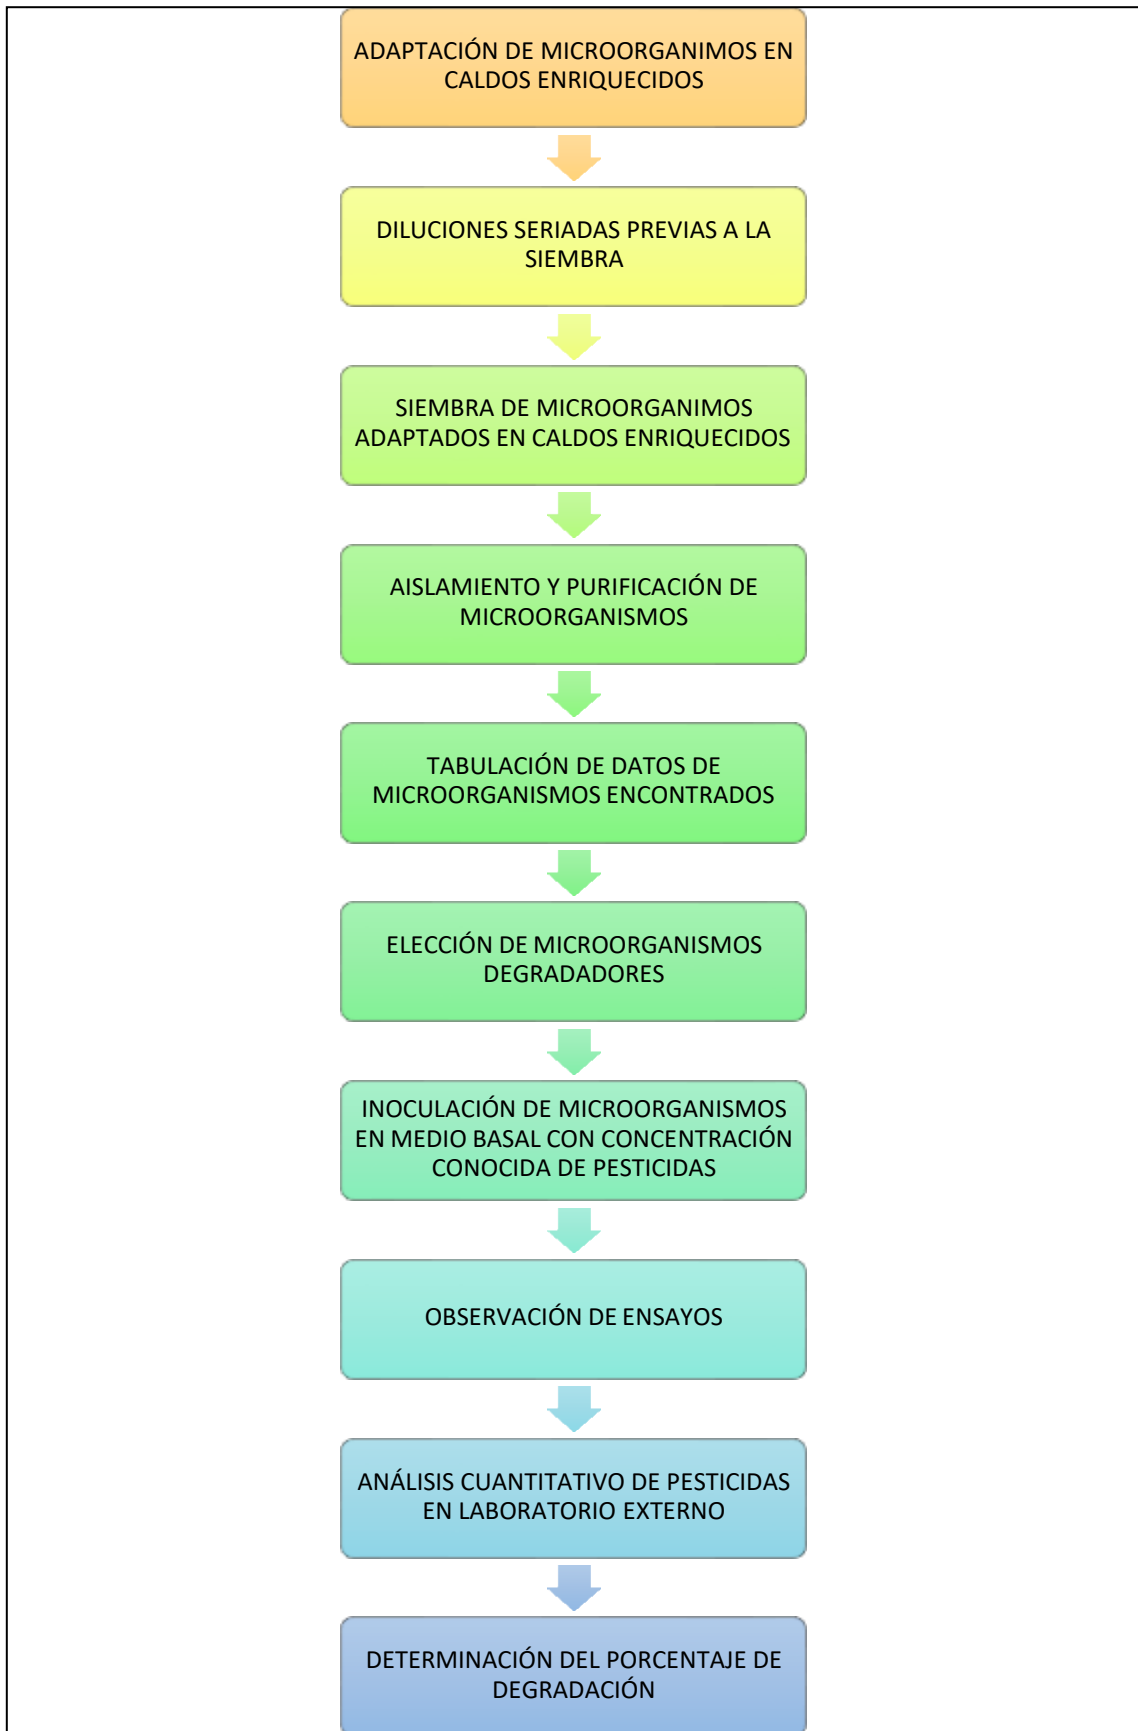 ADAPTACIÓN DE MICROORGANIMOS EN
CALDOS ENRIQUECIDOS
DILUCIONES SERIADAS PREVIAS A LA
SIEMBRA
SIEMBRA DE MICROORGANIMOS
ADAPTADOS EN CALDOS ENRIQUECIDOS
AISLAMIENTO Y PURIFICACIÓN DE
MICROORGANISMOS
TABULACIÓN DE DATOS DE
MICROORGANISMOS ENCONTRADOS
ELECCIÓN DE MICROORGANISMOS
DEGRADADORES
INOCULACIÓN DE MICROORGANISMOS
EN MEDIO BASAL CON CONCENTRACIÓN
CONOCIDA DE PESTICIDAS
OBSERVACIÓN DE ENSAYOS
ANÁLISIS CUANTITATIVO DE PESTICIDAS
EN LABORATORIO EXTERNO
DETERMINACIÓN DEL PORCENTAJE DE
DEGRADACIÓN